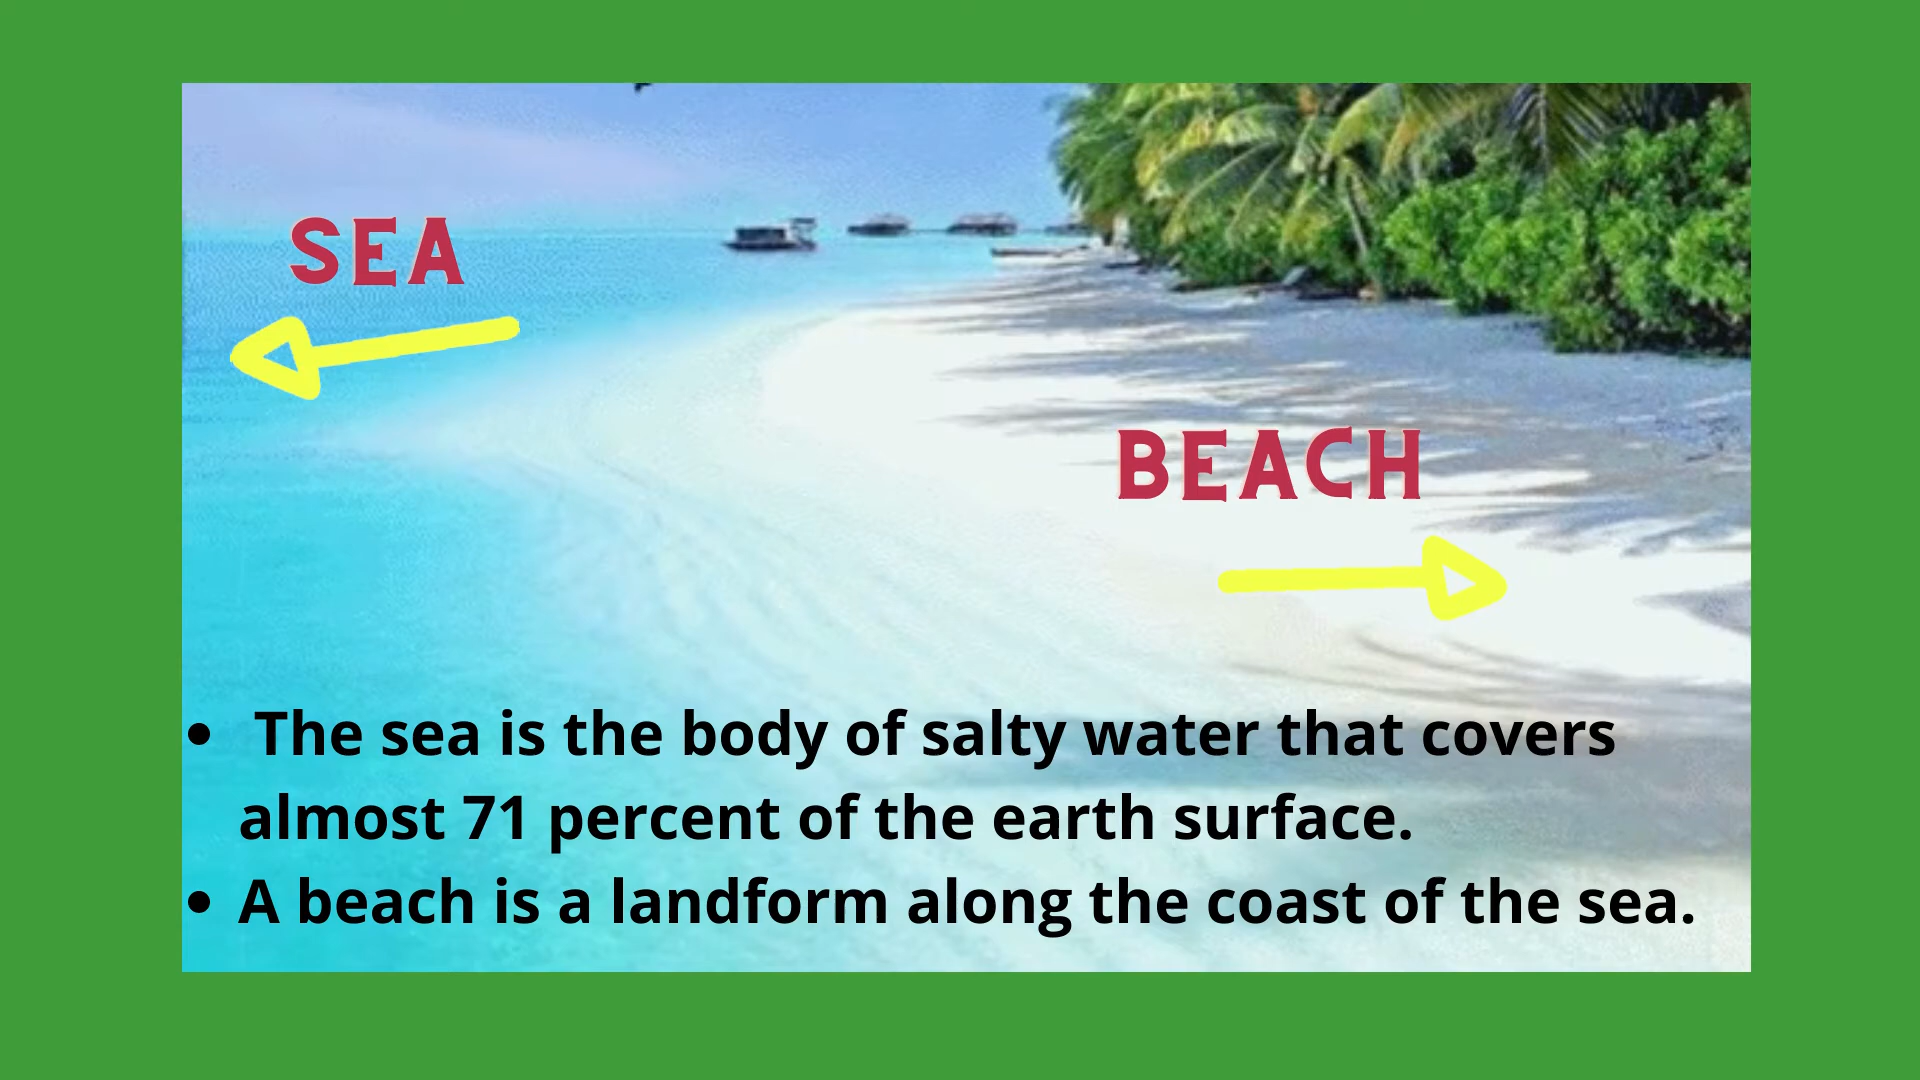 SEA
BEACH
• The sea is the body of salty water that covers
almost 71 percent of the earth surface.
• A beach is a landform along the coast of the sea.